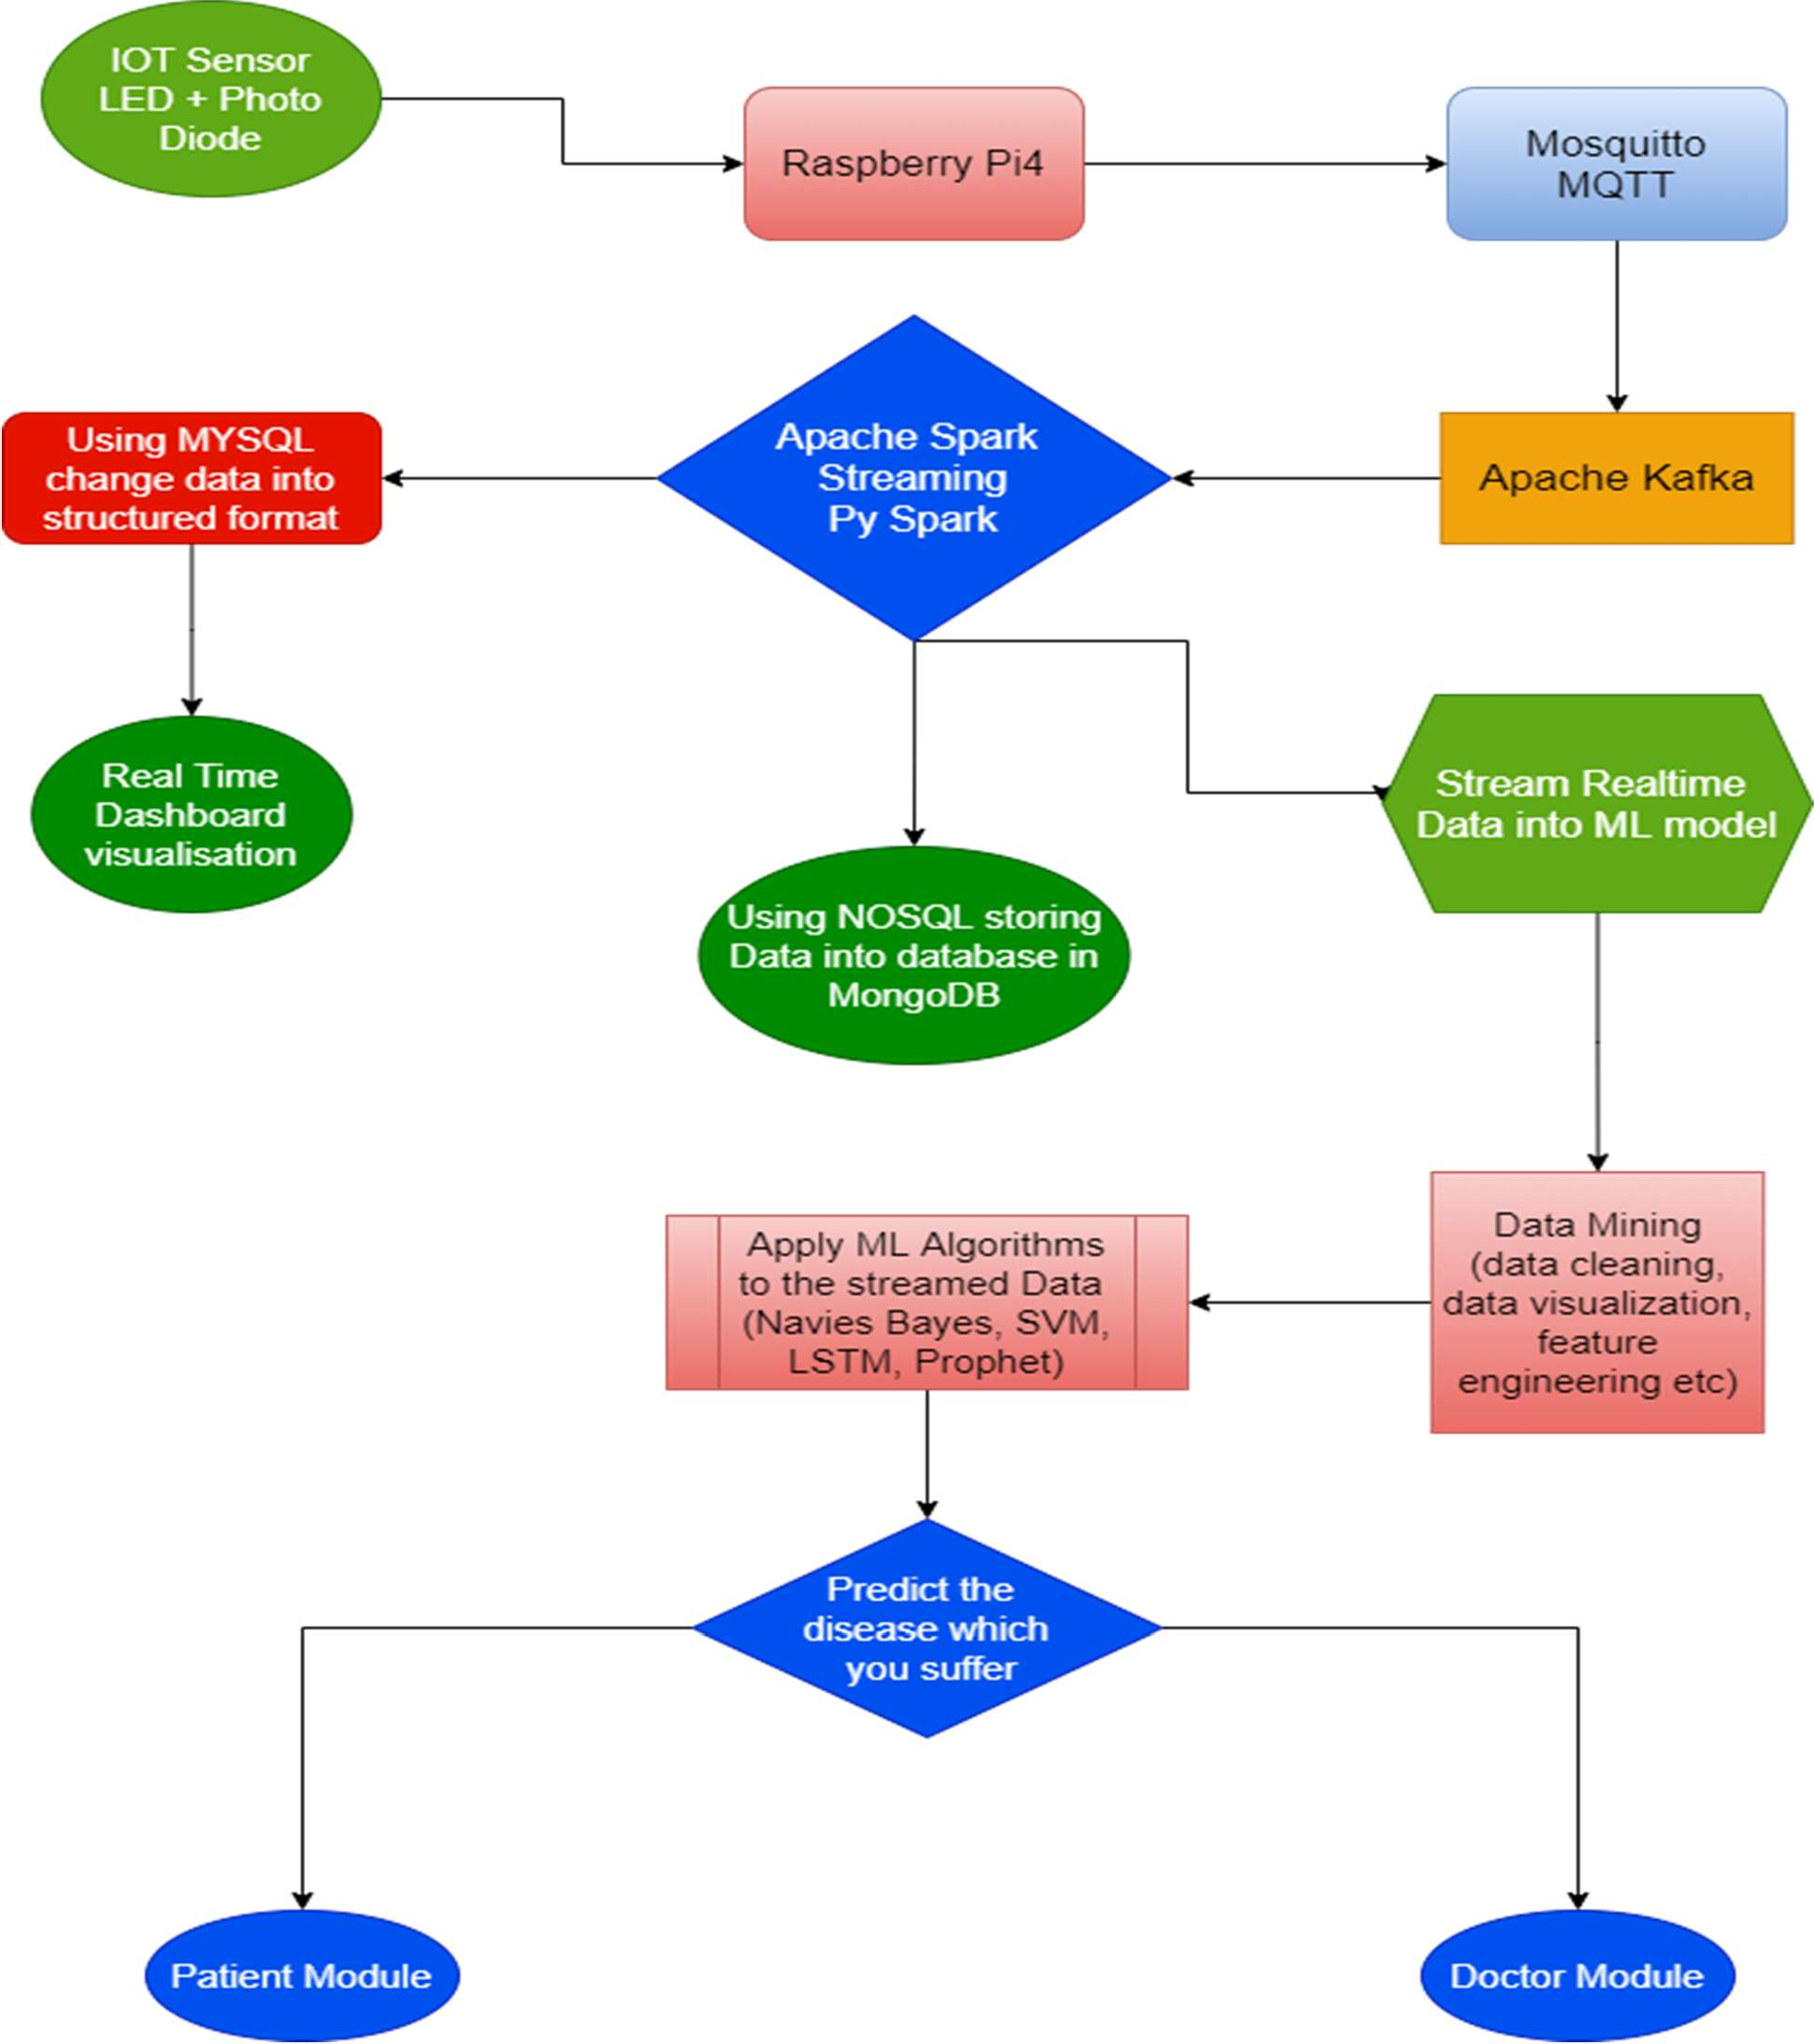 IOT Sensor
LED + Photo
Diode
Raspberry Pi4
Mosquitto
MQTT
Using MYSQL
change data into
structured format
Apache Spark
Streaming
Py Spark
Apache Kafka
Real Time
Dashboard
visualisation
Using NOSQL storing
Data into database in
MongoDB
Stream Realtime
Data into ML model
Apply ML Algorithms
to the streamed Data
(Navies Bayes, SVM,
LSTM, Prophet)
Data Mining
(data cleaning,
data visualization,
feature
engineering etc)
Predict the
disease which
you suffer
Patient Module
Doctor Module